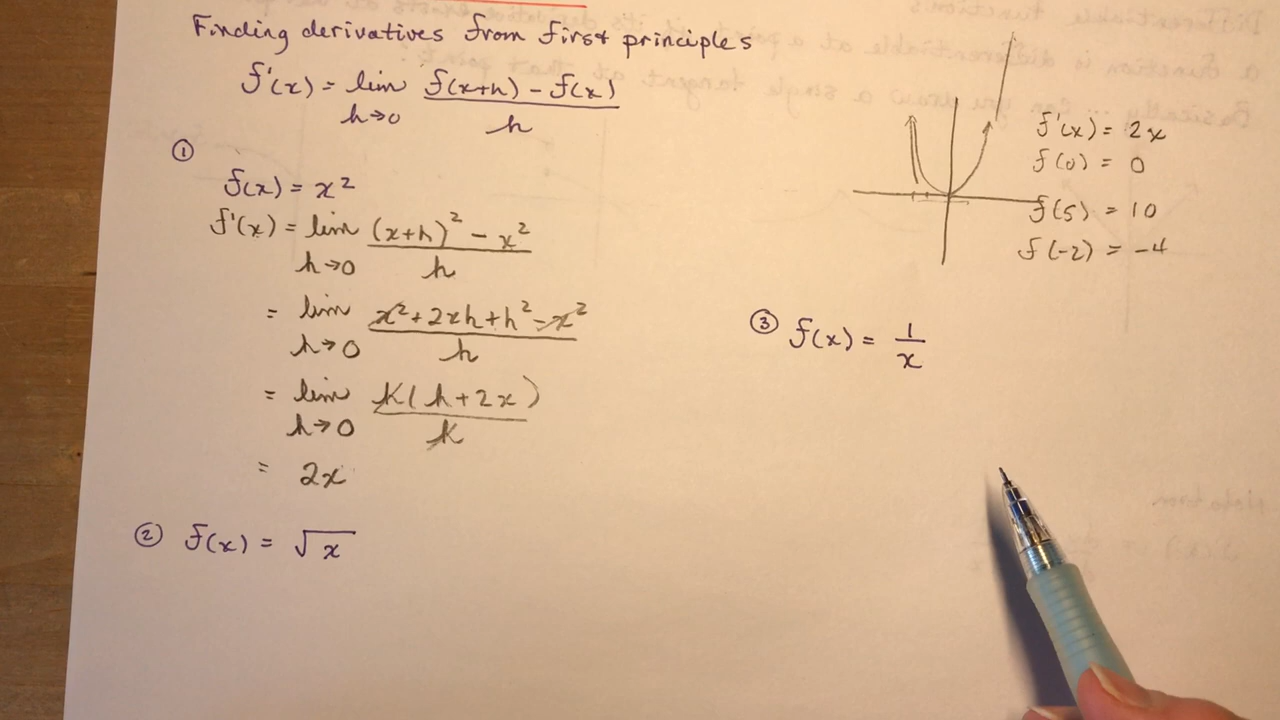 Finding derivatives from first principles
f'(x) = lim f(x+h) - f(x)
h→0 h
①
f(x) = x²
f'(x) = lim (x+h)² - x²
h→0 h
= lim x²+2xh+h²-x²
h→0 h
= lim h(h+2x)
h→0 h
= 2x
② f(x) = √x
f'(x) = 2x
f(0) = 0
f(5) = 10
f(-2) = -4
③ f(x) = 1/x